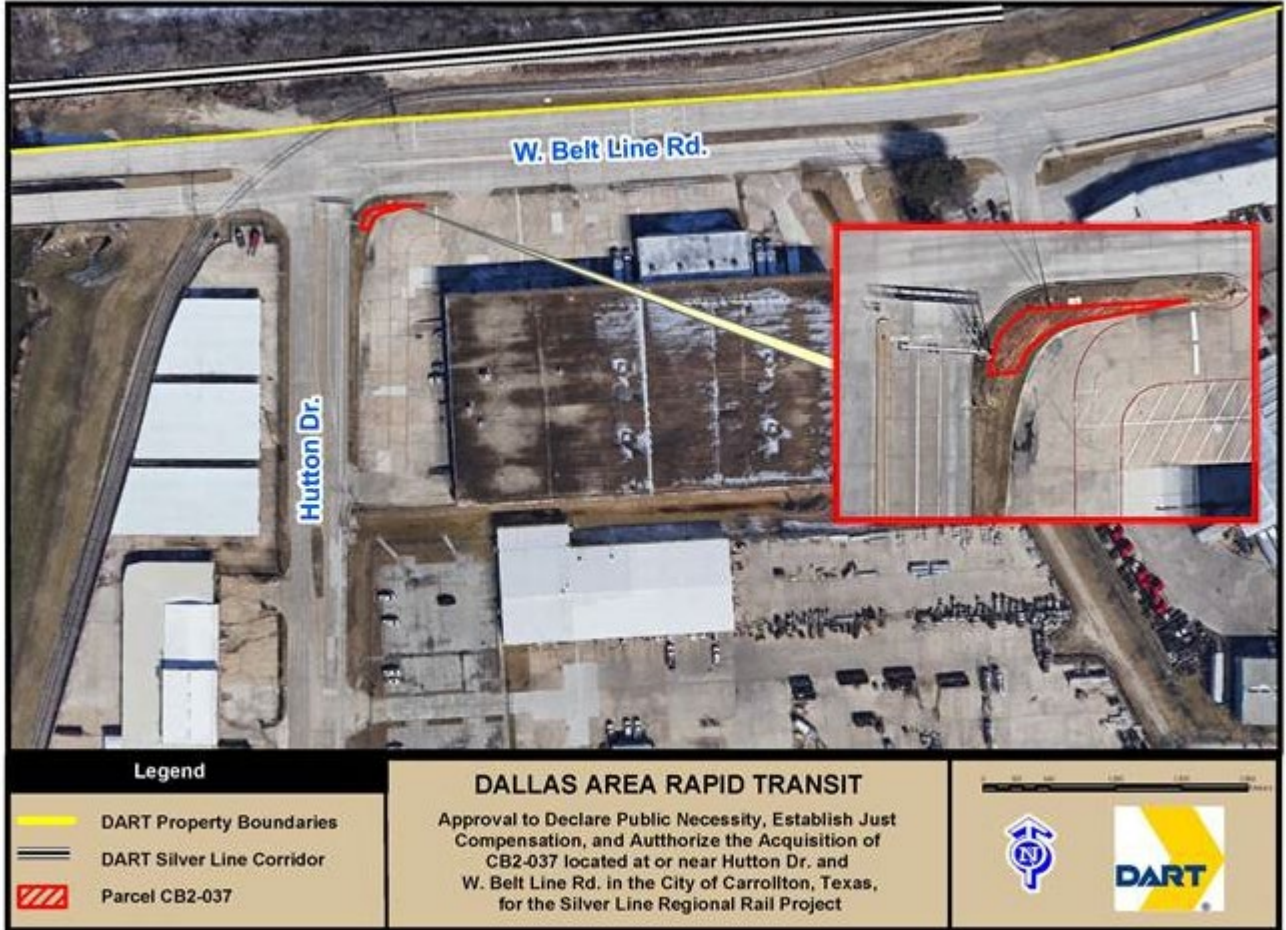 W. Belt Line Rd.
Hutton Dr.
Legend
DART Property Boundaries
DART Silver Line Corridor
Parcel CB2-037
DALLAS AREA RAPID TRANSIT
Approval to Declare Public Necessity, Establish Just
Compensation, and Autthorize the Acquisition of
CB2-037 located at or near Hutton Dr. and
W. Belt Line Rd. in the City of Carrollton, Texas,
for the Silver Line Regional Rail Project
N
DART